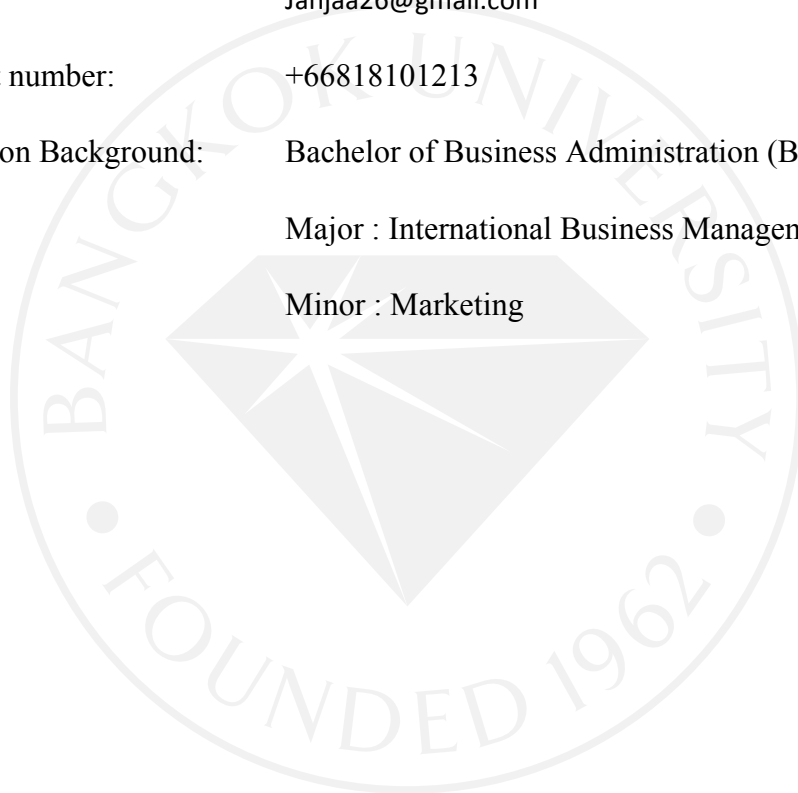 Janjaa26@gmail.com
number: +66818101213
on Background: Bachelor of Business Administration (B
Major : International Business Managen
Minor : Marketing
BANGKOK UNIVERSITY
• FOUNDED 1962 •